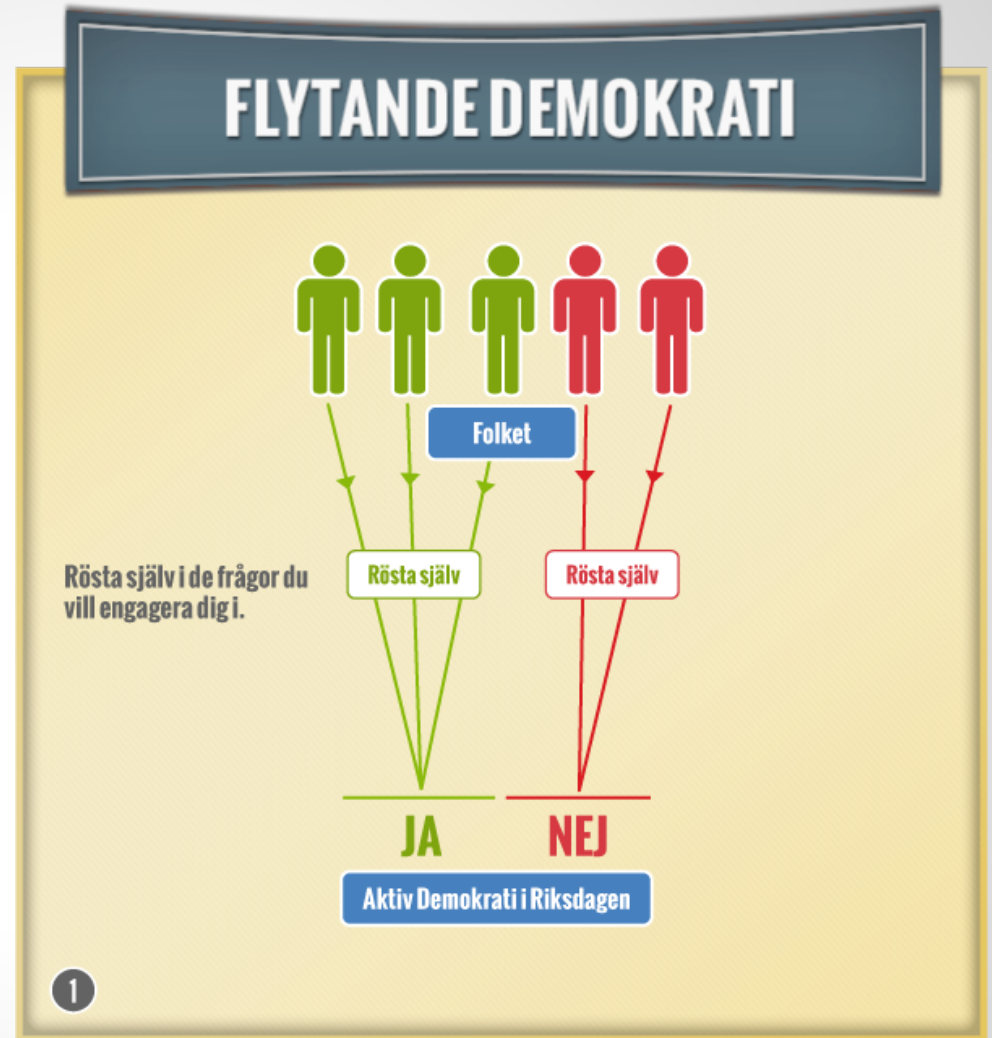 FLYTANDE DEMOKRATI
Folket
Rösta själv i de frågor du
vill engagera dig i.
Rösta själv
Rösta själv
JA
NEJ
Aktiv Demokrati i Riksdagen
1